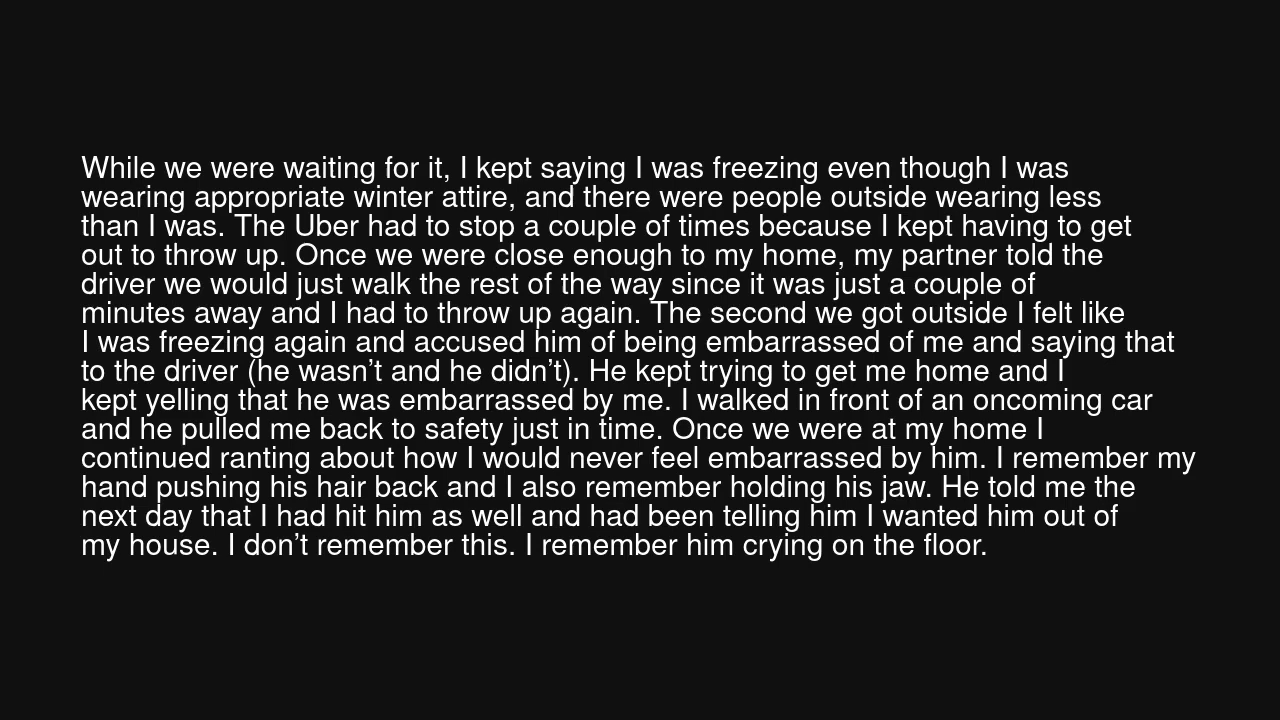 While we were waiting for it, I kept saying I was freezing even though I was
wearing appropriate winter attire, and there were people outside wearing less
than I was. The Uber had to stop a couple of times because I kept having to get
out to throw up. Once we were close enough to my home, my partner told the
driver we would just walk the rest of the way since it was just a couple of
minutes away and I had to throw up again. The second we got outside I felt like
I was freezing again and accused him of being embarrassed of me and saying that
to the driver (he wasn’t and he didn’t). He kept trying to get me home and I
kept yelling that he was embarrassed by me. I walked in front of an oncoming car
and he pulled me back to safety just in time. Once we were at my home I
continued ranting about how I would never feel embarrassed by him. I remember my
hand pushing his hair back and I also remember holding his jaw. He told me the
next day that I had hit him as well and had been telling him I wanted him out of
my house. I don’t remember this. I remember him crying on the floor.